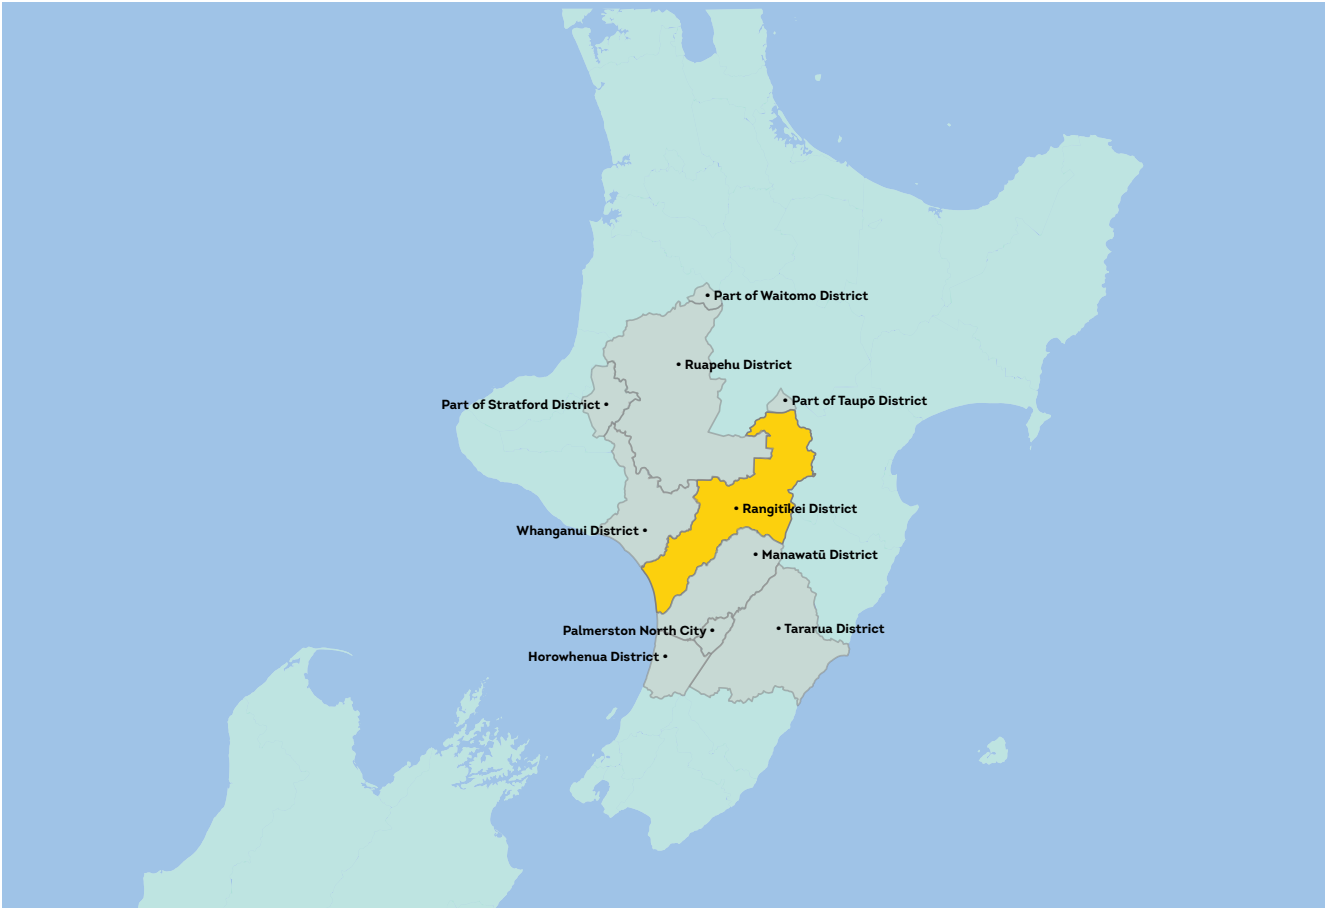 • Part of Waitomo District
• Ruapehu District
• Part of Taupō District
Part of Stratford District •
• Rangitīkei District
Whanganui District •
• Manawatū District
• Tararua District
Palmerston North City •
Horowhenua District •